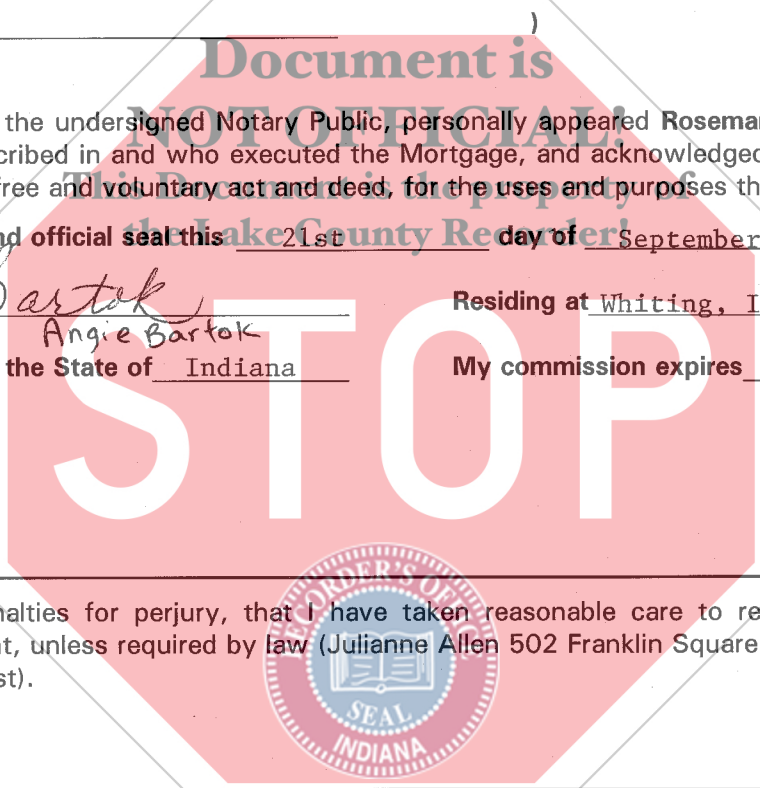 )
Document is
NOT OFFICIAL!
This Document is the property of
the Lake County Recorder!
the undersigned Notary Public, personally appeared Rosemar
cribed in and who executed the Mortgage, and acknowledged
free and voluntary act and deed, for the uses and purposes th
nd official seal this 21st day of September
Bartok Residing at Whiting, I
Angie Bartok
the State of Indiana My commission expires
STOP
nalties for perjury, that I have taken reasonable care to re
t, unless required by law (Julianne Allen 502 Franklin Square
st).
RECORDER'S OFFICE
SEAL
INDIANA